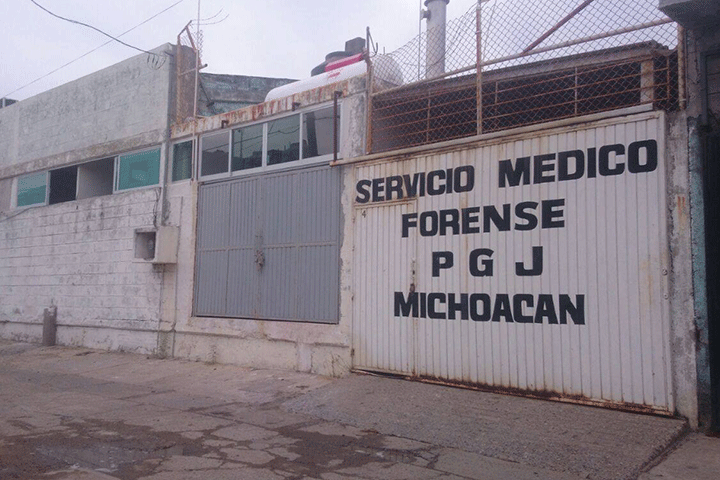 SERVICIO MEDICO
FORENSE
P G J
MICHOACAN